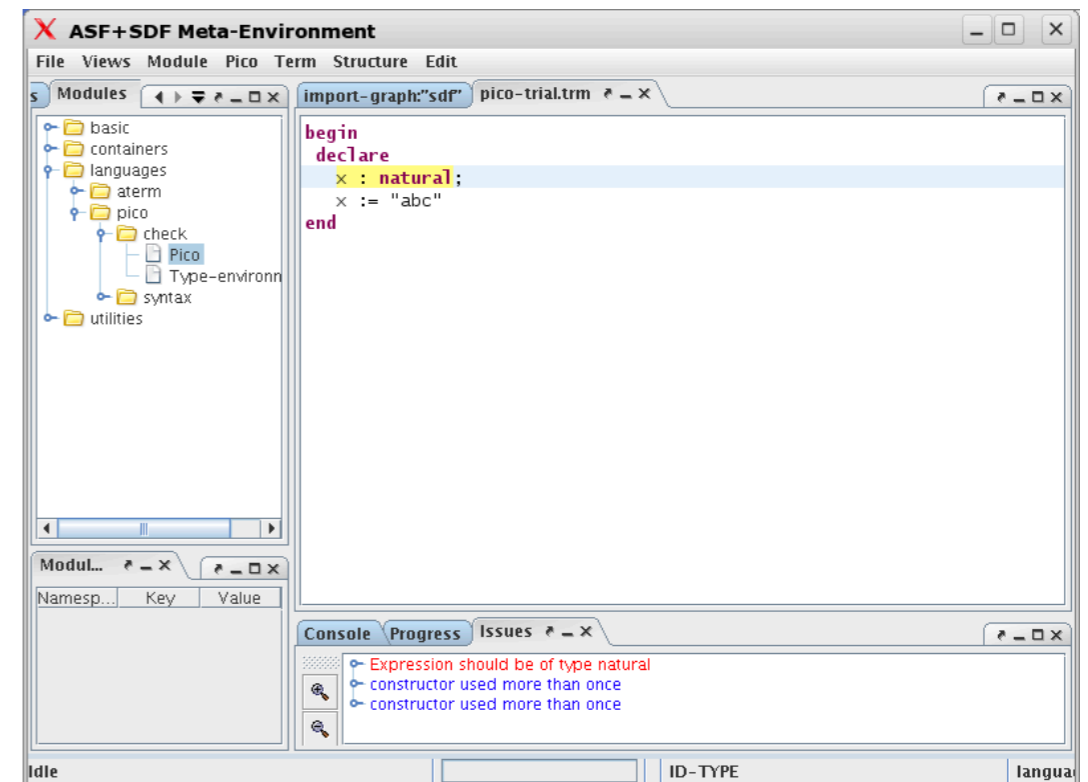 ASF+SDF Meta-Environment
File Views Module Pico Term Structure Edit
s Modules
basic
containers
languages
aterm
pico
check
Pico
Type-environn
syntax
utilities
Modul...
Namesp... Key Value
import-graph:"sdf" pico-trial.trm
begin
declare
x : natural;
x := "abc"
end
Console Progress Issues
Expression should be of type natural
constructor used more than once
constructor used more than once
Idle ID-TYPE langua